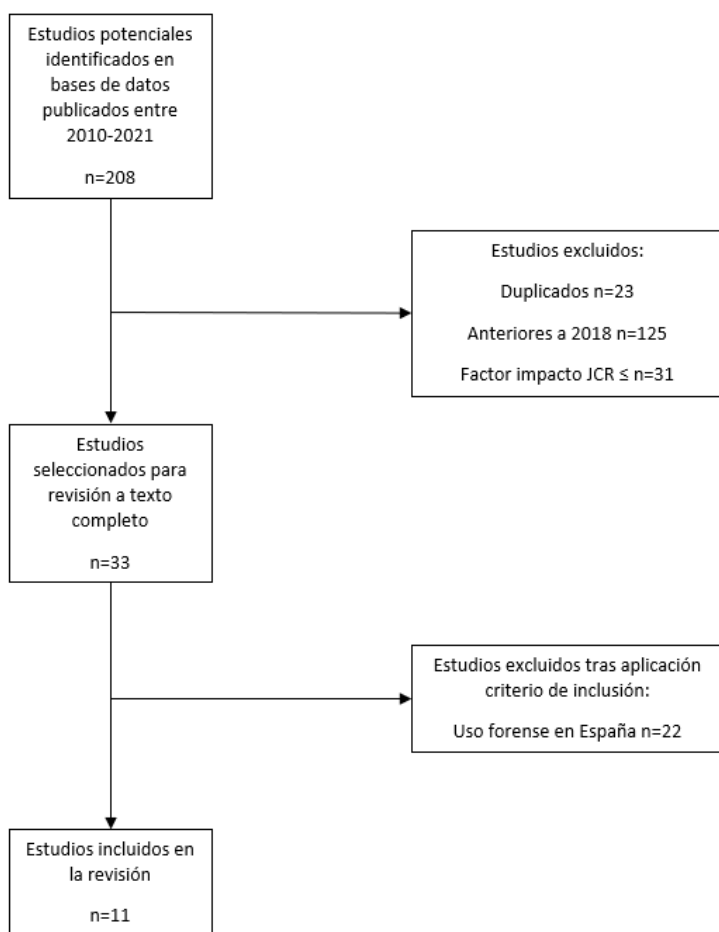 Estudios potenciales
identificados en
bases de datos
publicados entre
2010-2021
n=208
Estudios excluidos:
Duplicados n=23
Anteriores a 2018 n=125
Factor impacto JCR ≤ n=31
Estudios
seleccionados para
revisión a texto
completo
n=33
Estudios excluidos tras aplicación
criterio de inclusión:
Uso forense en España n=22
Estudios incluidos en
la revisión
n=11